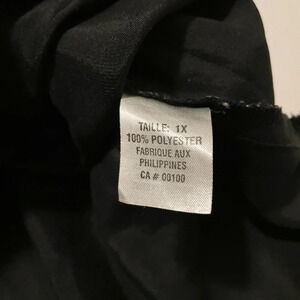 TAILLE: 1X
100% POLYESTER
FABRIQUE AUX
PHILIPPINES
CA # 00100